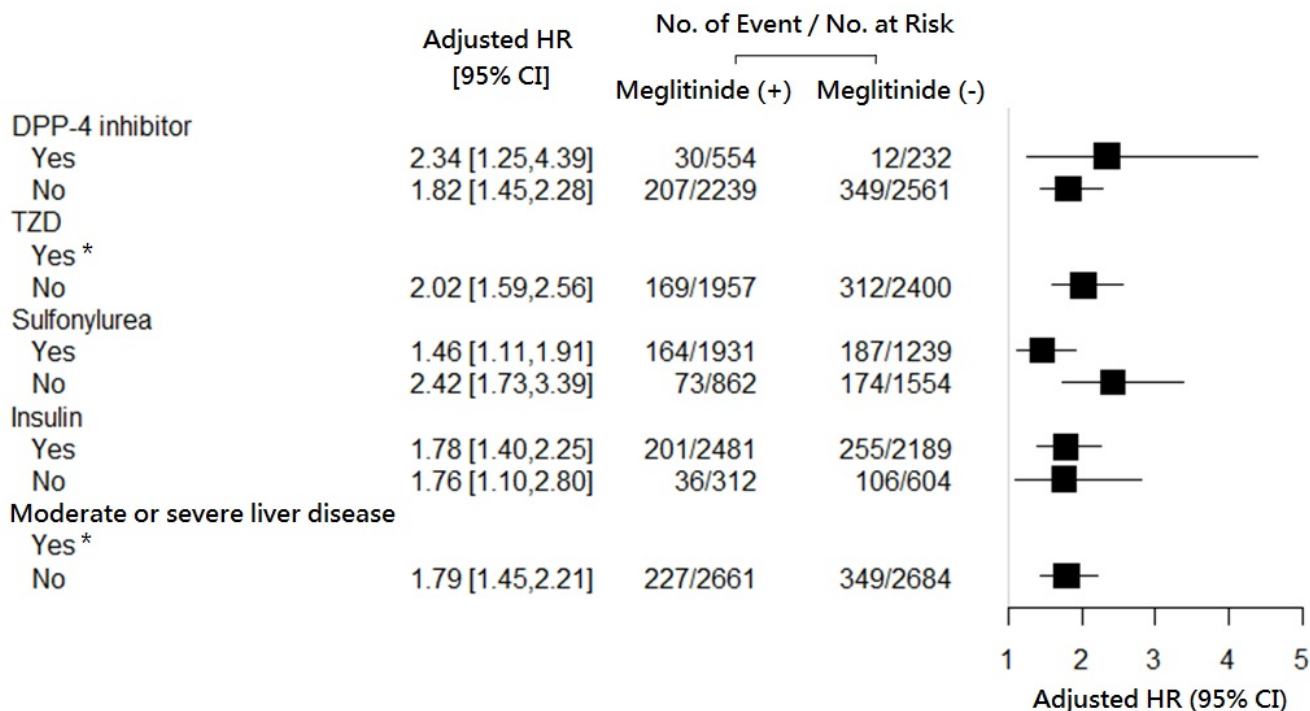 Adjusted HR
[95% CI]
No. of Event / No. at Risk
Meglitinide (+) Meglitinide (-)
DPP-4 inhibitor
Yes 2.34 [1.25,4.39] 30/554 12/232
No 1.82 [1.45,2.28] 207/2239 349/2561
TZD
Yes *
No 2.02 [1.59,2.56] 169/1957 312/2400
Sulfonylurea
Yes 1.46 [1.11,1.91] 164/1931 187/1239
No 2.42 [1.73,3.39] 73/862 174/1554
Insulin
Yes 1.78 [1.40,2.25] 201/2481 255/2189
No 1.76 [1.10,2.80] 36/312 106/604
Moderate or severe liver disease
Yes *
No 1.79 [1.45,2.21] 227/2661 349/2684
1 2 3 4 5
Adjusted HR (95% CI)